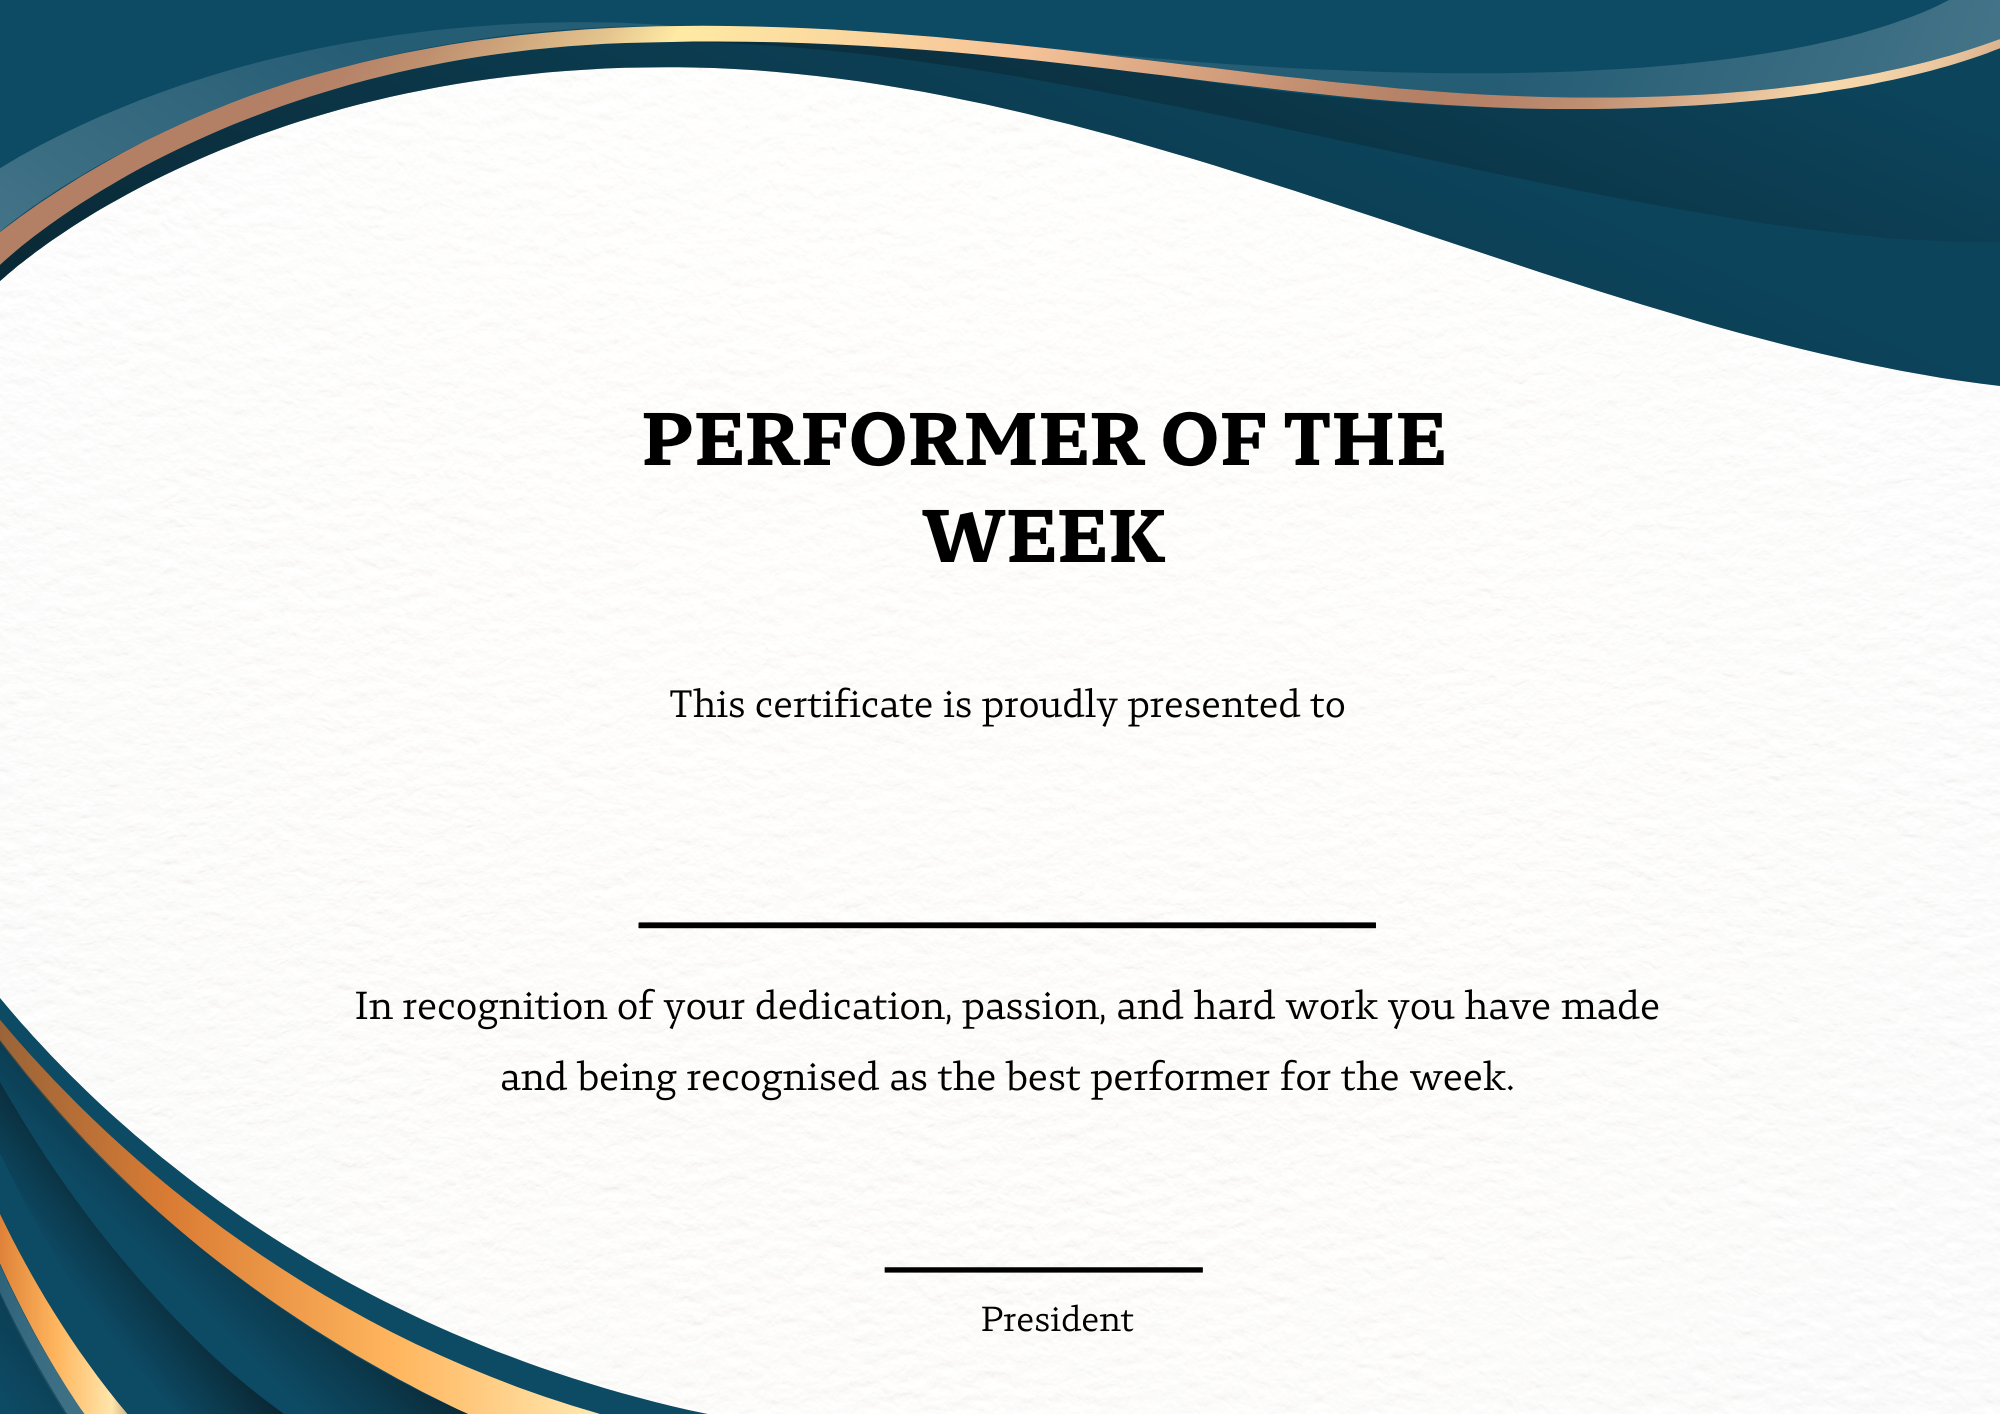 PERFORMER OF THE
WEEK
This certificate is proudly presented to
In recognition of your dedication, passion, and hard work you have made
and being recognised as the best performer for the week.
President